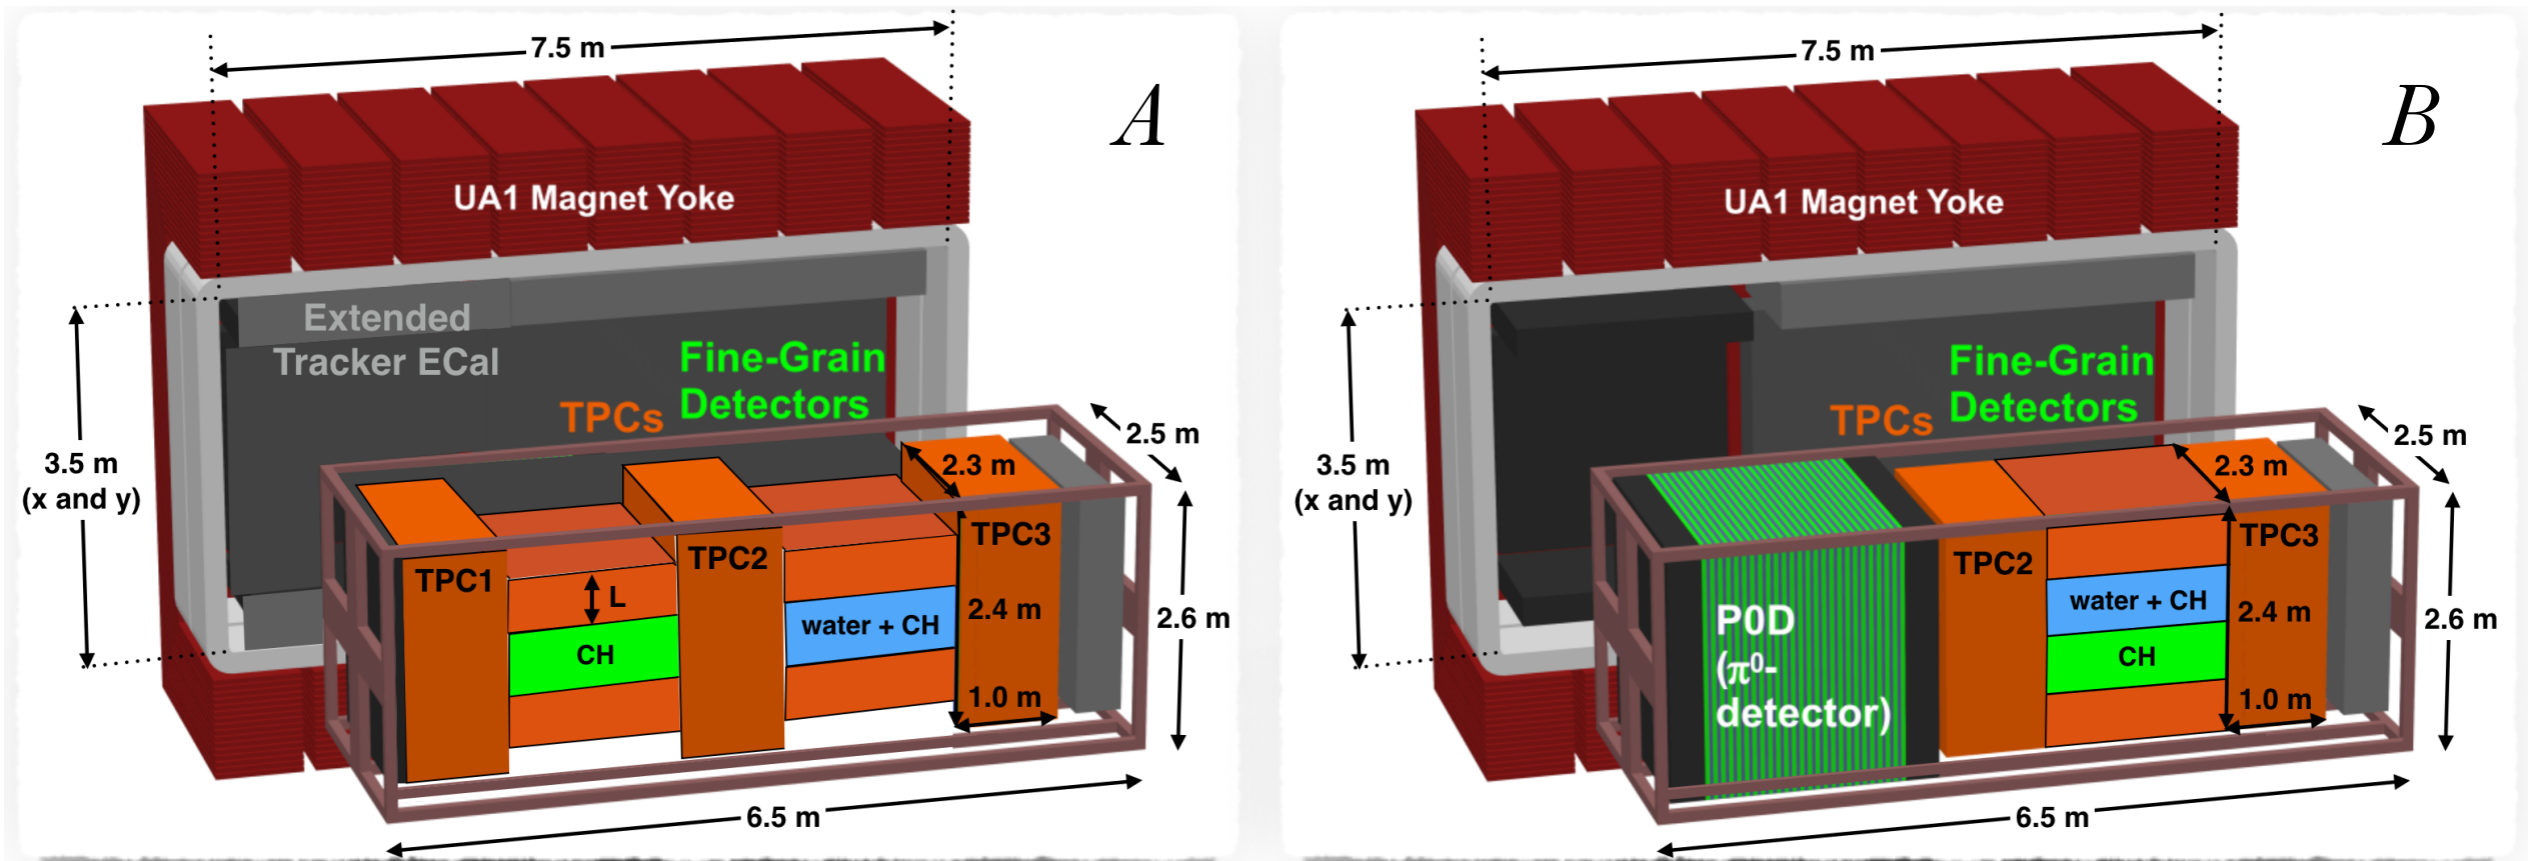 7.5 m
A
UA1 Magnet Yoke
Extended
Tracker ECal
Fine-Grain
Detectors
TPCs
2.5 m
3.5 m
(x and y)
2.3 m
TPC1
L
TPC2
TPC3
CH
water + CH
2.4 m
2.6 m
1.0 m
6.5 m
7.5 m
B
UA1 Magnet Yoke
Fine-Grain
Detectors
TPCs
2.5 m
3.5 m
(x and y)
2.3 m
P0D
(π⁰-
detector)
TPC2
TPC3
water + CH
CH
2.4 m
2.6 m
1.0 m
6.5 m